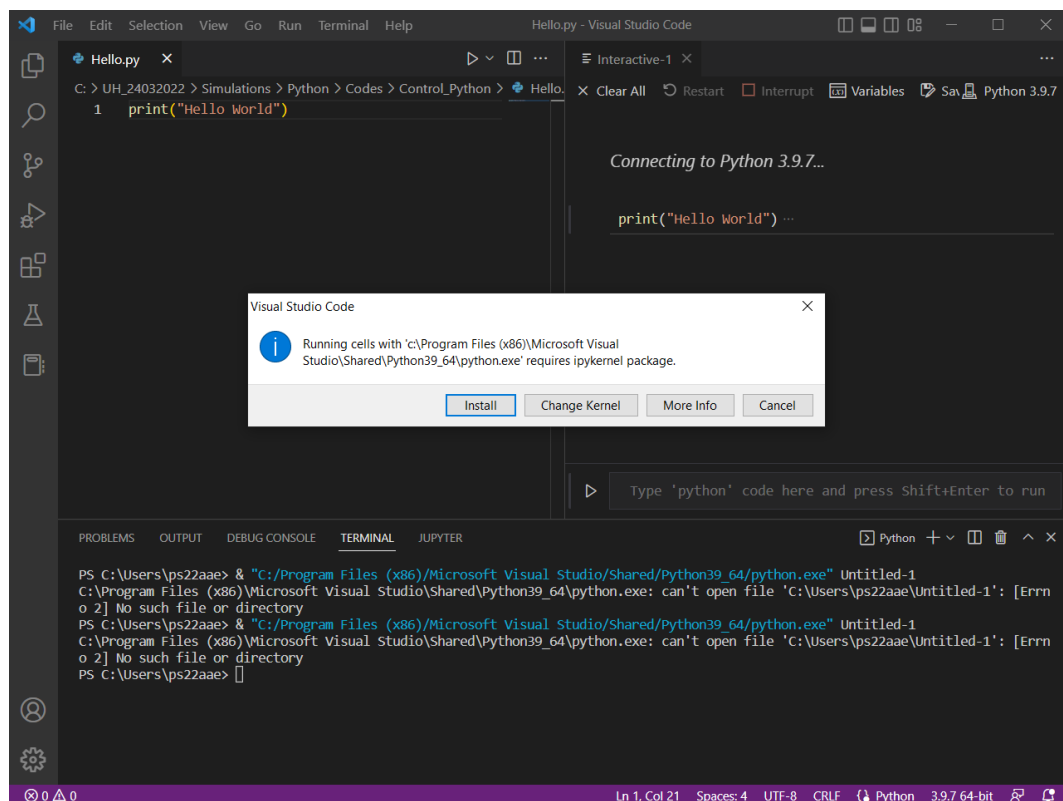 File Edit Selection View Go Run Terminal Help Hello.py - Visual Studio Code
Hello.py
Interactive-1
C: > UH_24032022 > Simulations > Python > Codes > Control_Python > Hello.
Clear All Restart Interrupt Variables Sav Python 3.9.7
1 print("Hello World")
Connecting to Python 3.9.7...
print("Hello World") ...
Visual Studio Code
Running cells with 'c:\Program Files (x86)\Microsoft Visual
Studio\Shared\Python39_64\python.exe' requires ipykernel package.
Install Change Kernel More Info Cancel
Type 'python' code here and press Shift+Enter to run
PROBLEMS OUTPUT DEBUG CONSOLE TERMINAL JUPYTER Python
PS C:\Users\ps22aae> & "C:/Program Files (x86)/Microsoft Visual Studio/Shared/Python39_64/python.exe" Untitled-1
C:\Program Files (x86)\Microsoft Visual Studio\Shared\Python39_64\python.exe: can't open file 'C:\Users\ps22aae\Untitled-1': [Errn
o 2] No such file or directory
PS C:\Users\ps22aae> & "C:/Program Files (x86)/Microsoft Visual Studio/Shared/Python39_64/python.exe" Untitled-1
C:\Program Files (x86)\Microsoft Visual Studio\Shared\Python39_64\python.exe: can't open file 'C:\Users\ps22aae\Untitled-1': [Errn
o 2] No such file or directory
PS C:\Users\ps22aae>
0 0 Ln 1, Col 21 Spaces: 4 UTF-8 CRLF Python 3.9.7 64-bit